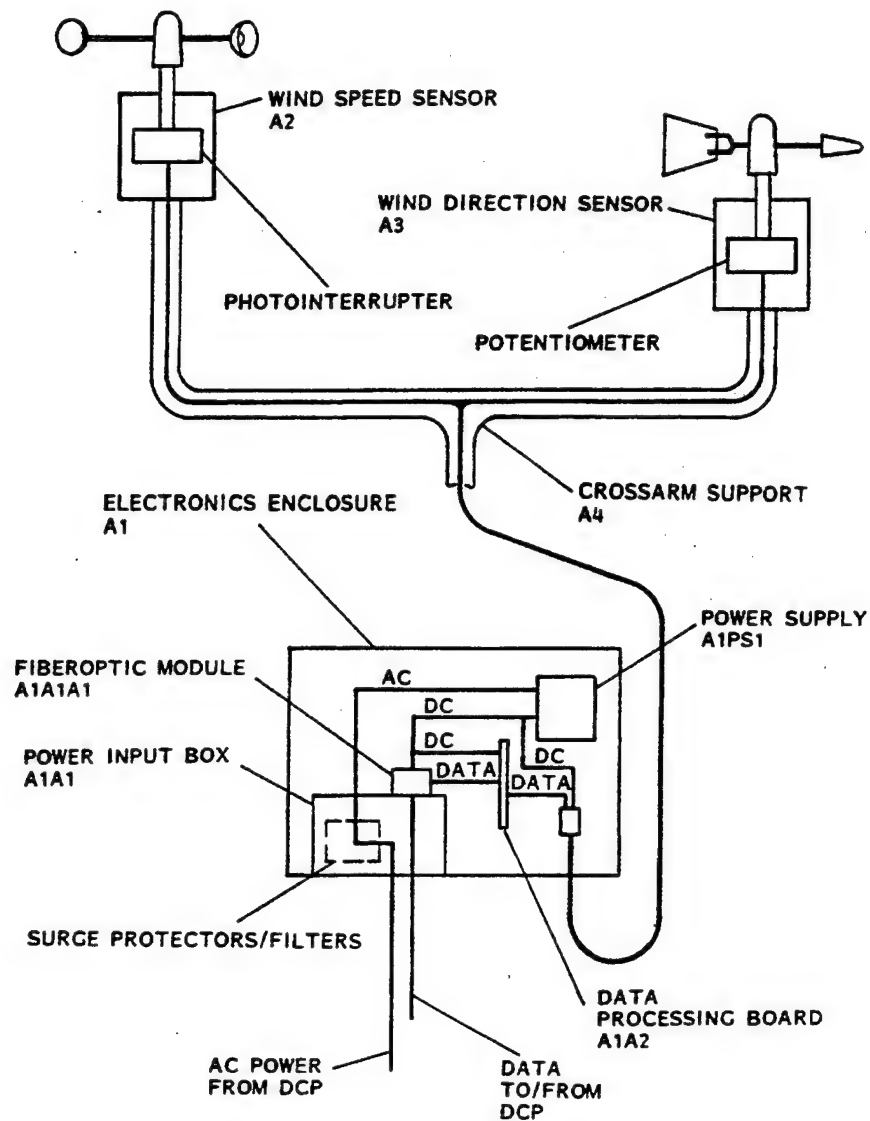 WIND SPEED SENSOR
A2
WIND DIRECTION SENSOR
A3
PHOTOINTERRUPTER
POTENTIOMETER
ELECTRONICS ENCLOSURE
A1
CROSSARM SUPPORT
A4
POWER SUPPLY
A1PS1
FIBEROPTIC MODULE
A1A1A1
AC
DC
POWER INPUT BOX
A1A1
DC
DC
DATA
DATA
SURGE PROTECTORS/FILTERS
DATA
PROCESSING BOARD
A1A2
AC POWER
FROM DCP
DATA
TO/FROM
DCP